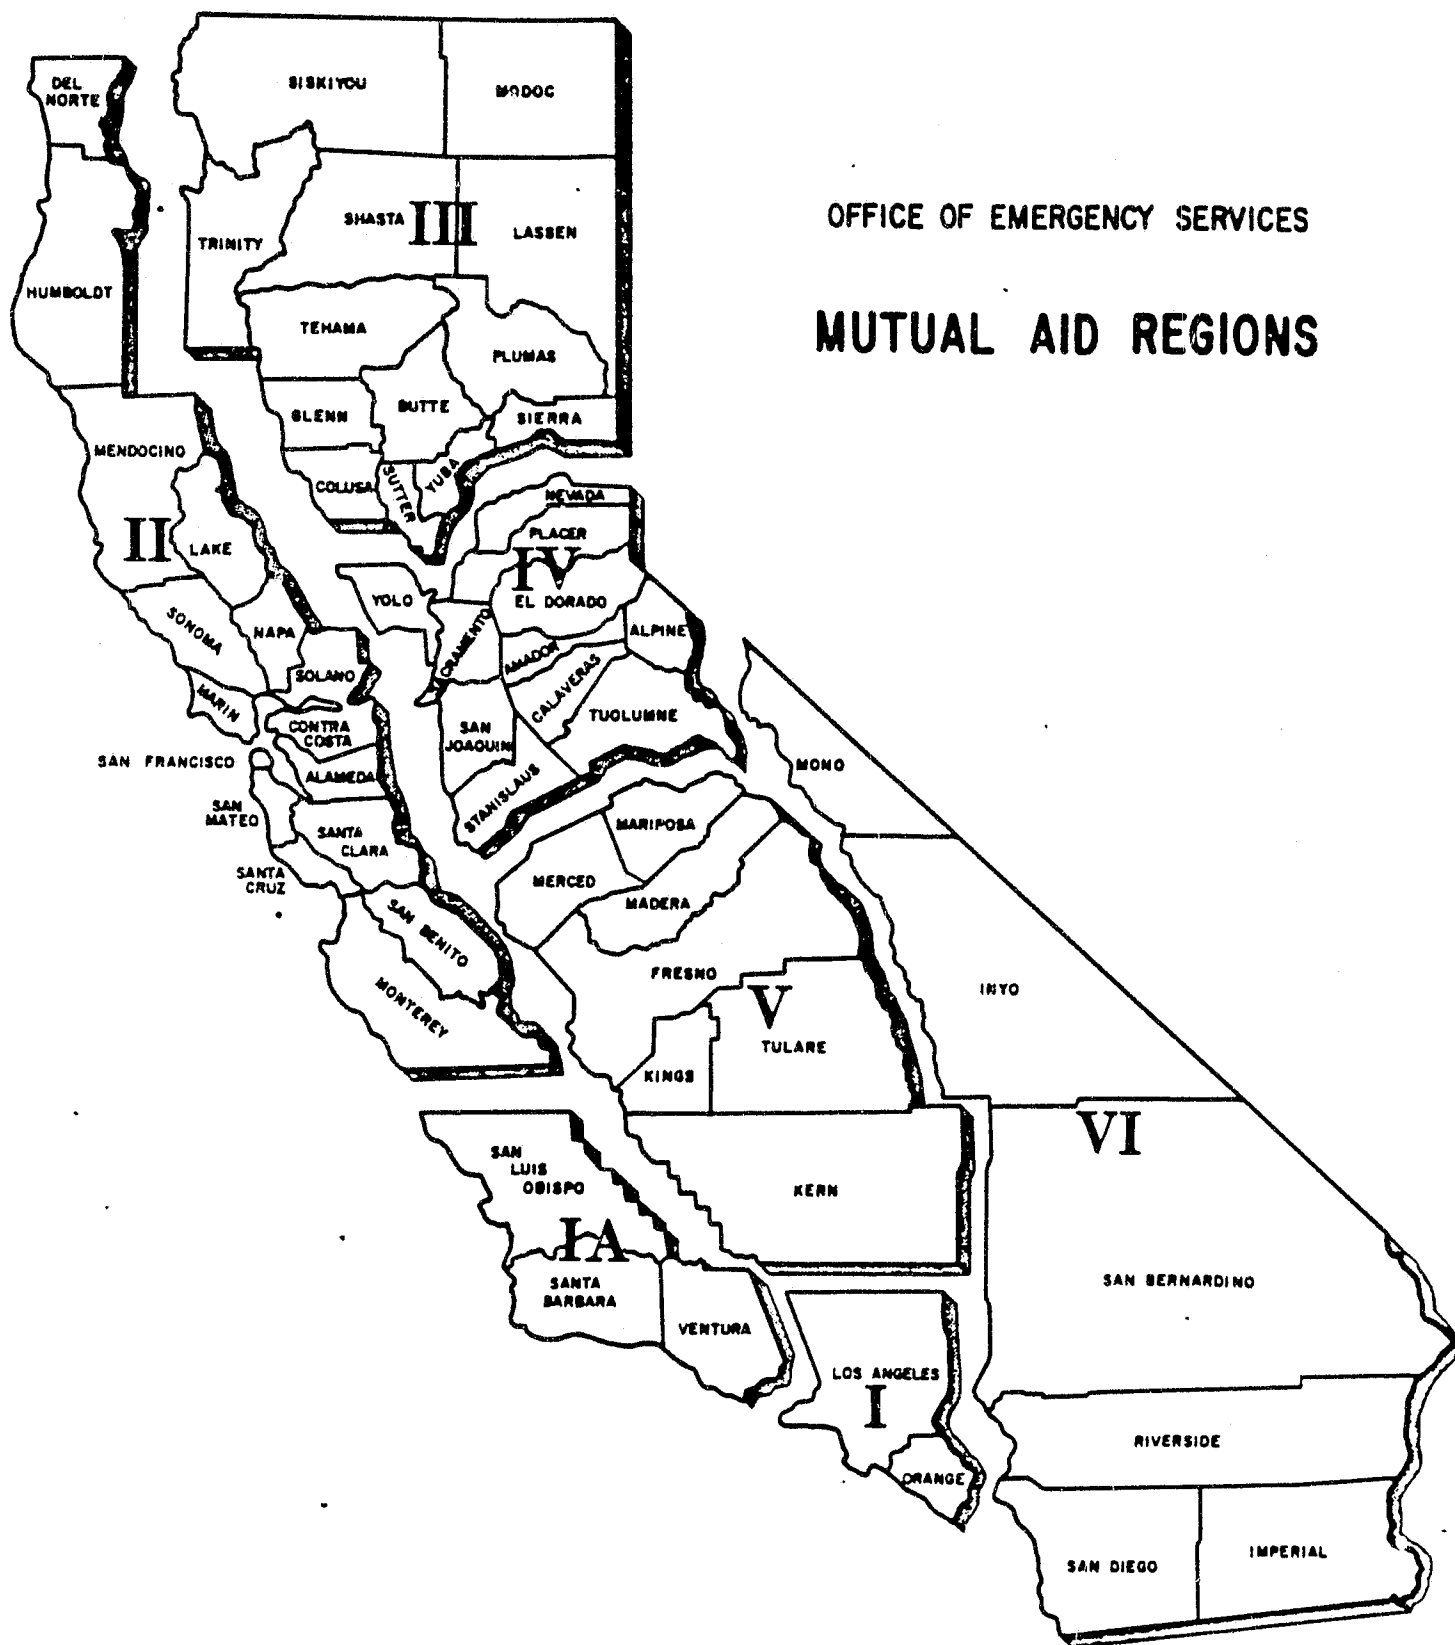 OFFICE OF EMERGENCY SERVICES
MUTUAL AID REGIONS
DEL
NORTE
SISKIYOU
MODOC
HUMBOLDT
TRINITY
SHASTA
III
LASSEN
TEHAMA
PLUMAS
GLENN
BUTTE
SIERRA
COLUSA
SUTTER
YUBA
MENDOCINO
II
LAKE
SONOMA
NAPA
SOLANO
MARIN
CONTRA
COSTA
SAN FRANCISCO
ALAMEDA
SAN
MATEO
SANTA
CLARA
SANTA
CRUZ
SAN BENITO
MONTEREY
NEVADA
PLACER
IV
EL DORADO
YOLO
CRAMENTO
AMADOR
ALPINE
CALAVERAS
SAN
JOAQUIN
TUOLUMNE
STANISLAUS
MARIPOSA
MERCED
MADERA
FRESNO
V
TULARE
KINGS
KERN
MONO
INYO
VI
SAN BERNARDINO
RIVERSIDE
SAN DIEGO
IMPERIAL
SAN
LUIS
OBISPO
IA
SANTA
BARBARA
VENTURA
LOS ANGELES
I
ORANGE